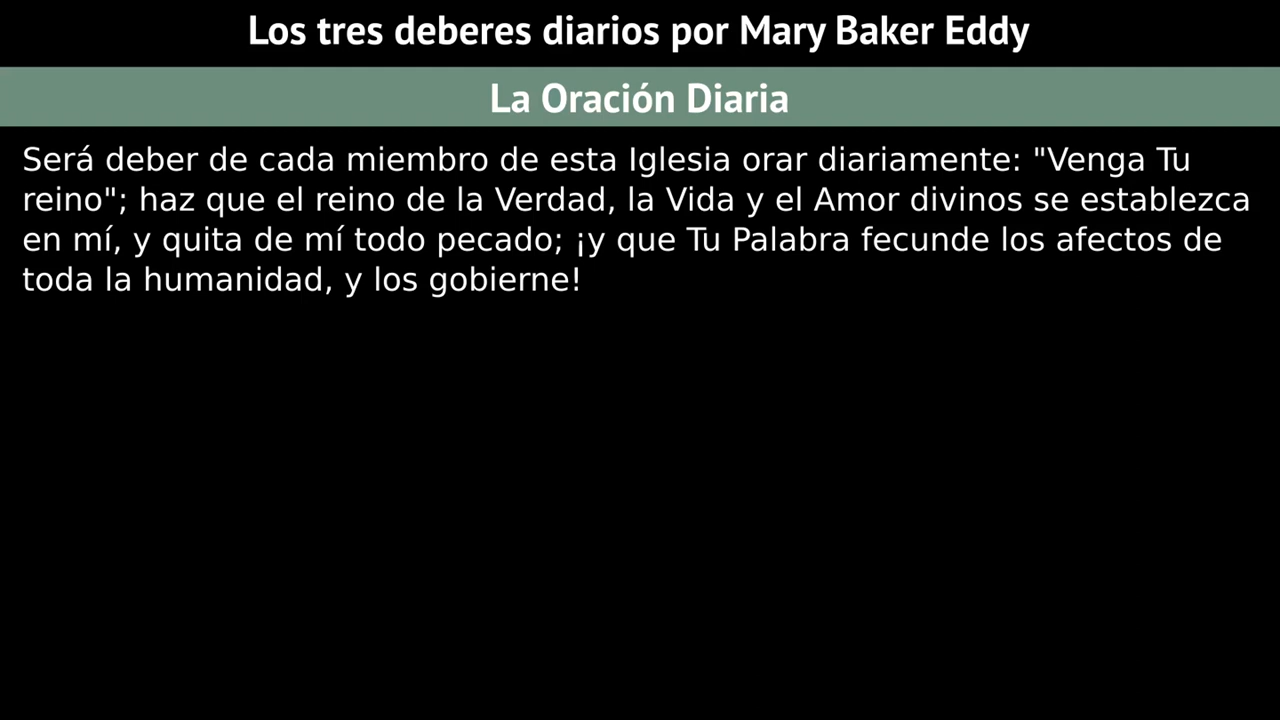 Los tres deberes diarios por Mary Baker Eddy
La Oración Diaria
Será deber de cada miembro de esta Iglesia orar diariamente: "Venga Tu
reino"; haz que el reino de la Verdad, la Vida y el Amor divinos se establezca
en mí, y quita de mí todo pecado; ¡y que Tu Palabra fecunde los afectos de
toda la humanidad, y los gobierne!